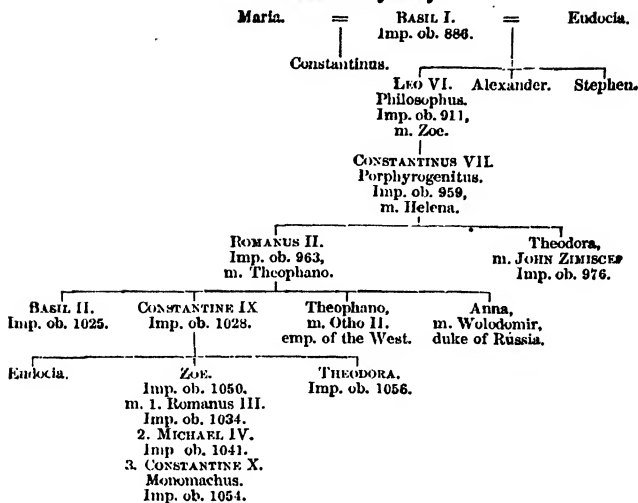 Maria. = BASIL I. = Eudocia.
Imp. ob. 886.
Constantinus.
LEO VI. Alexander. Stephen.
Philosophus.
Imp. ob. 911,
m. Zoe.
CONSTANTINUS VII.
Porphyrogenitus.
Imp. ob. 959,
m. Helena.
ROMANUS II. Theodora,
Imp. ob. 963, m. JOHN ZIMISCES
m. Theophano. Imp. ob. 976.
BASIL II. CONSTANTINE IX Theophano, Anna,
Imp. ob. 1025. Imp. ob. 1028. m. Otho II. m. Wolodomir,
emp. of the West. duke of Russia.
Eudocia. ZOE. THEODORA.
Imp. ob. 1050. Imp. ob. 1056.
m. 1. Romanus III.
Imp. ob. 1034.
2. MICHAEL IV.
Imp ob. 1041.
3. CONSTANTINE X.
Monomachus.
Imp. ob. 1054.